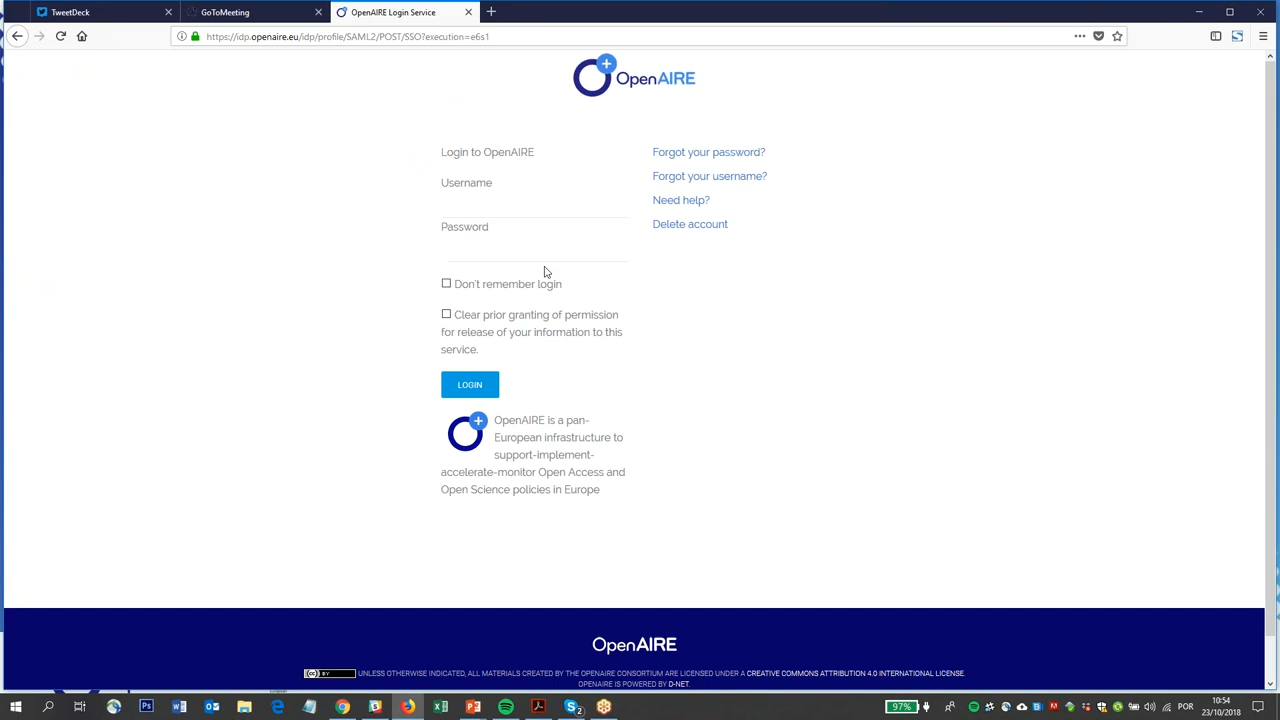 TweetDeck
GoToMeeting
OpenAIRE Login Service
https://idp.openaire.eu/idp/profile/SAML2/POST/SSO?execution=e6s1
OpenAIRE
Login to OpenAIRE
Forgot your password?
Forgot your username?
Need help?
Delete account
Username
Password
Don't remember login
Clear prior granting of permission
for release of your information to this
service.
LOGIN
OpenAIRE is a pan-
European infrastructure to
support-implement-
accelerate-monitor Open Access and
Open Science policies in Europe
OpenAIRE
(cc) BY UNLESS OTHERWISE INDICATED, ALL MATERIALS CREATED BY THE OPENAIRE CONSORTIUM ARE LICENSED UNDER A CREATIVE COMMONS ATTRIBUTION 4.0 INTERNATIONAL LICENSE.
OPENAIRE IS POWERED BY D-NET.
97%
POR
10:54
23/10/2018